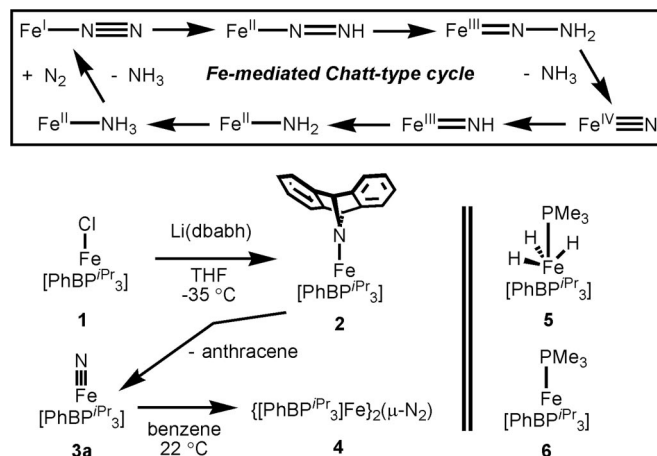 Fe^I—N≡N → Fe^II—N=NH → Fe^III=N—NH₂
+ N₂ - NH₃ Fe-mediated Chatt-type cycle - NH₃
Fe^II—NH₃ ← Fe^II—NH₂ ← Fe^III=NH ← Fe^IV≡N
Cl
Fe
[PhBP^iPr₃]
1
Li(dbabh)
THF
-35 °C
N
Fe
[PhBP^iPr₃]
2
- anthracene
N
Fe
[PhBP^iPr₃]
3a
benzene
22 °C
{[PhBP^iPr₃]Fe}₂(μ-N₂)
4
PMe₃
H H
H Fe
[PhBP^iPr₃]
5
PMe₃
Fe
[PhBP^iPr₃]
6